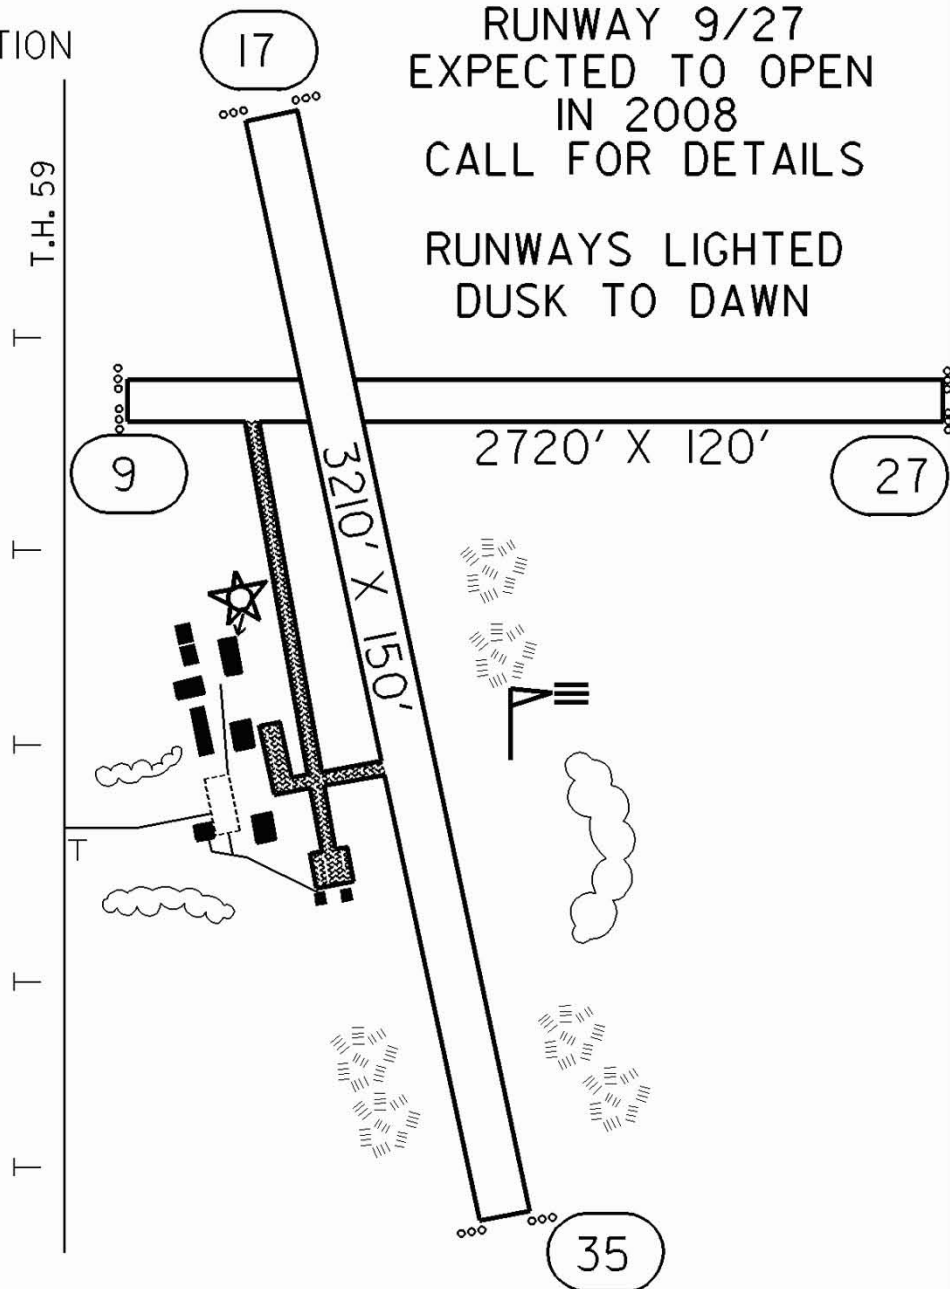 TION
17
RUNWAY 9/27
EXPECTED TO OPEN
IN 2008
CALL FOR DETAILS
T.H. 59
RUNWAYS LIGHTED
DUSK TO DAWN
T
2720' X 120'
9
27
3210' X 150'
T
T
T
T
T
35